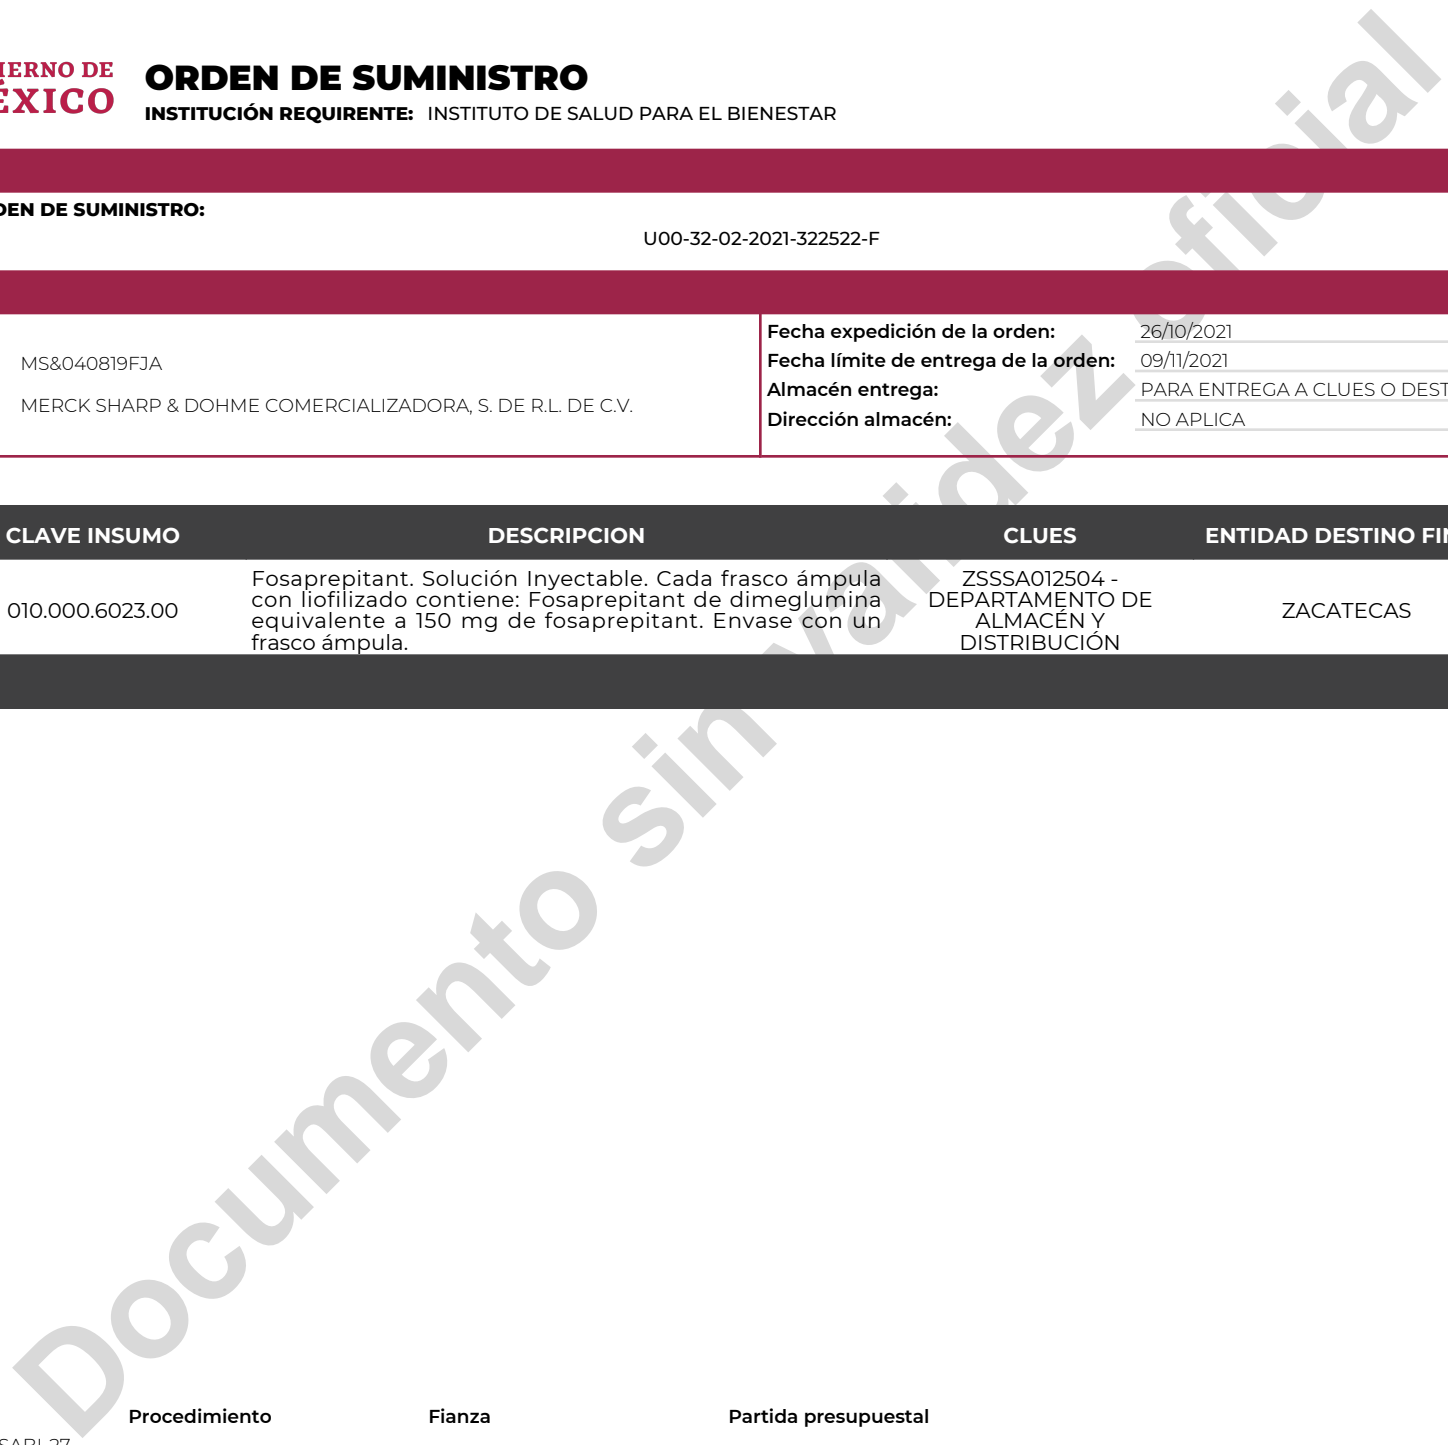 IERNO DE
ÉXICO
ORDEN DE SUMINISTRO
INSTITUCIÓN REQUIRENTE: INSTITUTO DE SALUD PARA EL BIENESTAR
DEN DE SUMINISTRO:
U00-32-02-2021-322522-F
MS&040819FJA
MERCK SHARP & DOHME COMERCIALIZADORA, S. DE R.L. DE C.V.
Fecha expedición de la orden: 26/10/2021
Fecha límite de entrega de la orden: 09/11/2021
Almacén entrega: PARA ENTREGA A CLUES O DEST
Dirección almacén: NO APLICA
CLAVE INSUMO DESCRIPCION CLUES ENTIDAD DESTINO FIN
010.000.6023.00
Fosaprepitant. Solución Inyectable. Cada frasco ámpula
con liofilizado contiene: Fosaprepitant de dimeglumina
equivalente a 150 mg de fosaprepitant. Envase con un
frasco ámpula.
ZSSSA012504 -
DEPARTAMENTO DE
ALMACÉN Y
DISTRIBUCIÓN
ZACATECAS
Documento sin validez oficial
Procedimiento Fianza Partida presupuestal